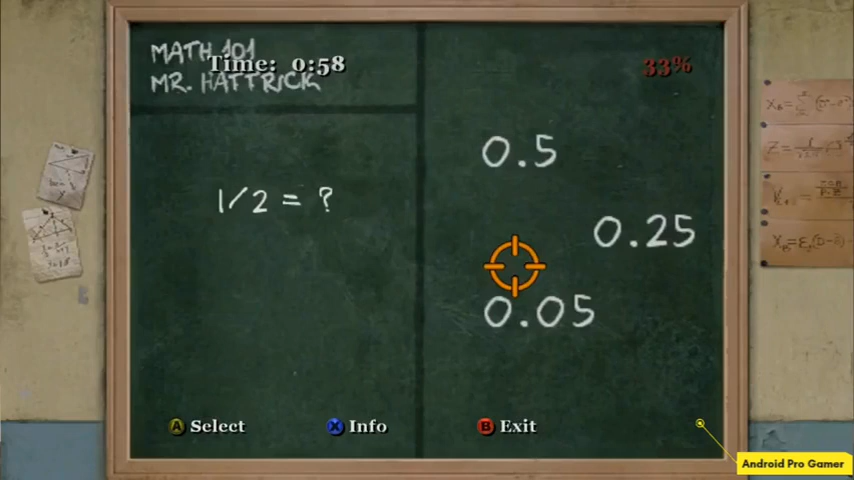 MATH 101
Time: 0:58
33%
MR. HATTRICK
0.5
1/2 = ?
0.25
0.05
A Select
X Info
B Exit
Android Pro Gamer